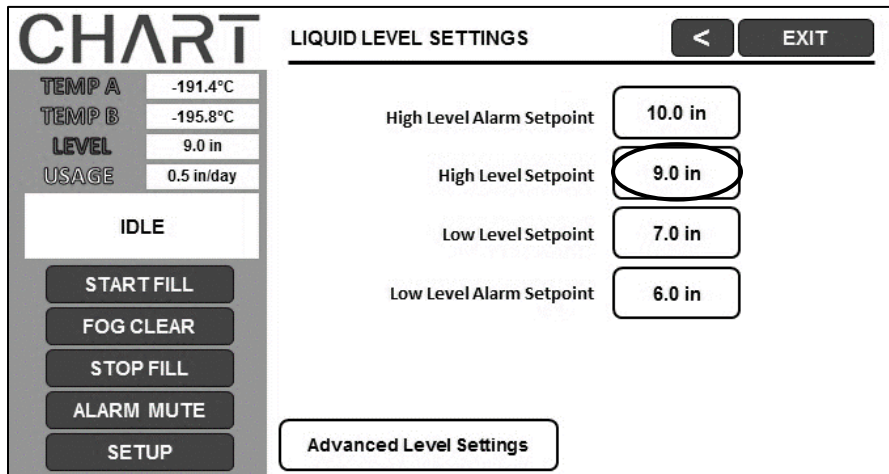 CHART
LIQUID LEVEL SETTINGS
<
EXIT
TEMP A -191.4°C
TEMP B -195.8°C
LEVEL 9.0 in
USAGE 0.5 in/day
IDLE
START FILL
FOG CLEAR
STOP FILL
ALARM MUTE
SETUP
High Level Alarm Setpoint 10.0 in
High Level Setpoint 9.0 in
Low Level Setpoint 7.0 in
Low Level Alarm Setpoint 6.0 in
Advanced Level Settings